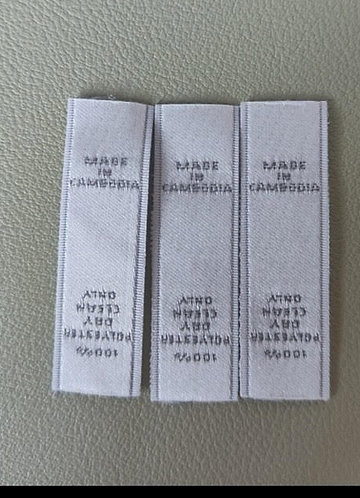 MADE
IN
CAMBODIA
100%
POLYESTER
DRY
CLEAN
ONLY
MADE
IN
CAMBODIA
100%
POLYESTER
DRY
CLEAN
ONLY
MADE
IN
CAMBODIA
100%
POLYESTER
DRY
CLEAN
ONLY